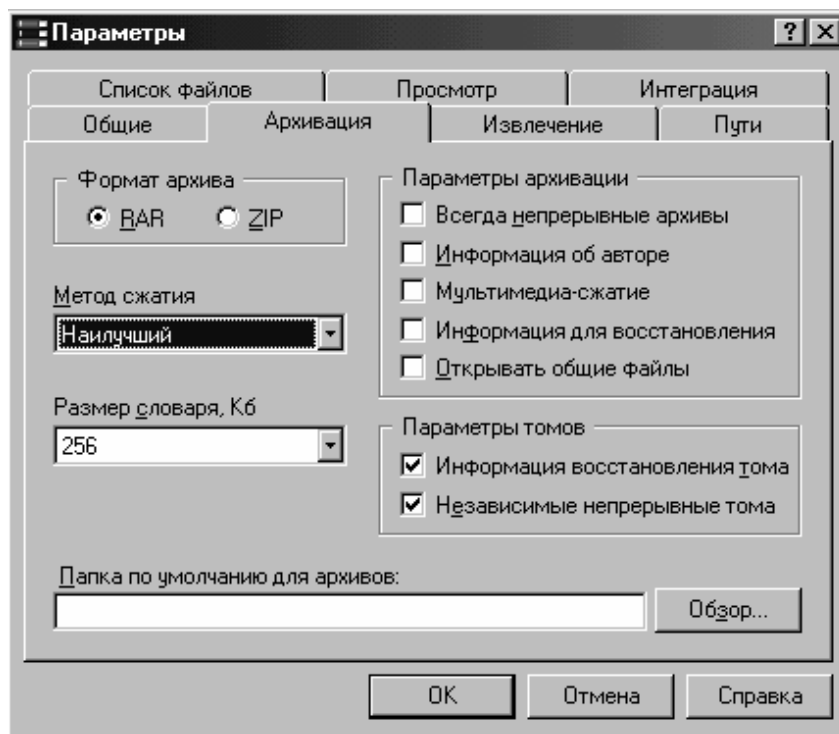 Параметры
Список файлов Просмотр Интеграция
Общие Архивация Извлечение Пути
Формат архива
RAR ZIP
Метод сжатия
Наилучший
Размер словаря, Кб
256
Параметры архивации
Всегда непрерывные архивы
Информация об авторе
Мультимедиа-сжатие
Информация для восстановления
Открывать общие файлы
Параметры томов
Информация восстановления тома
Независимые непрерывные тома
Папка по умолчанию для архивов:
Обзор...
OK Отмена Справка